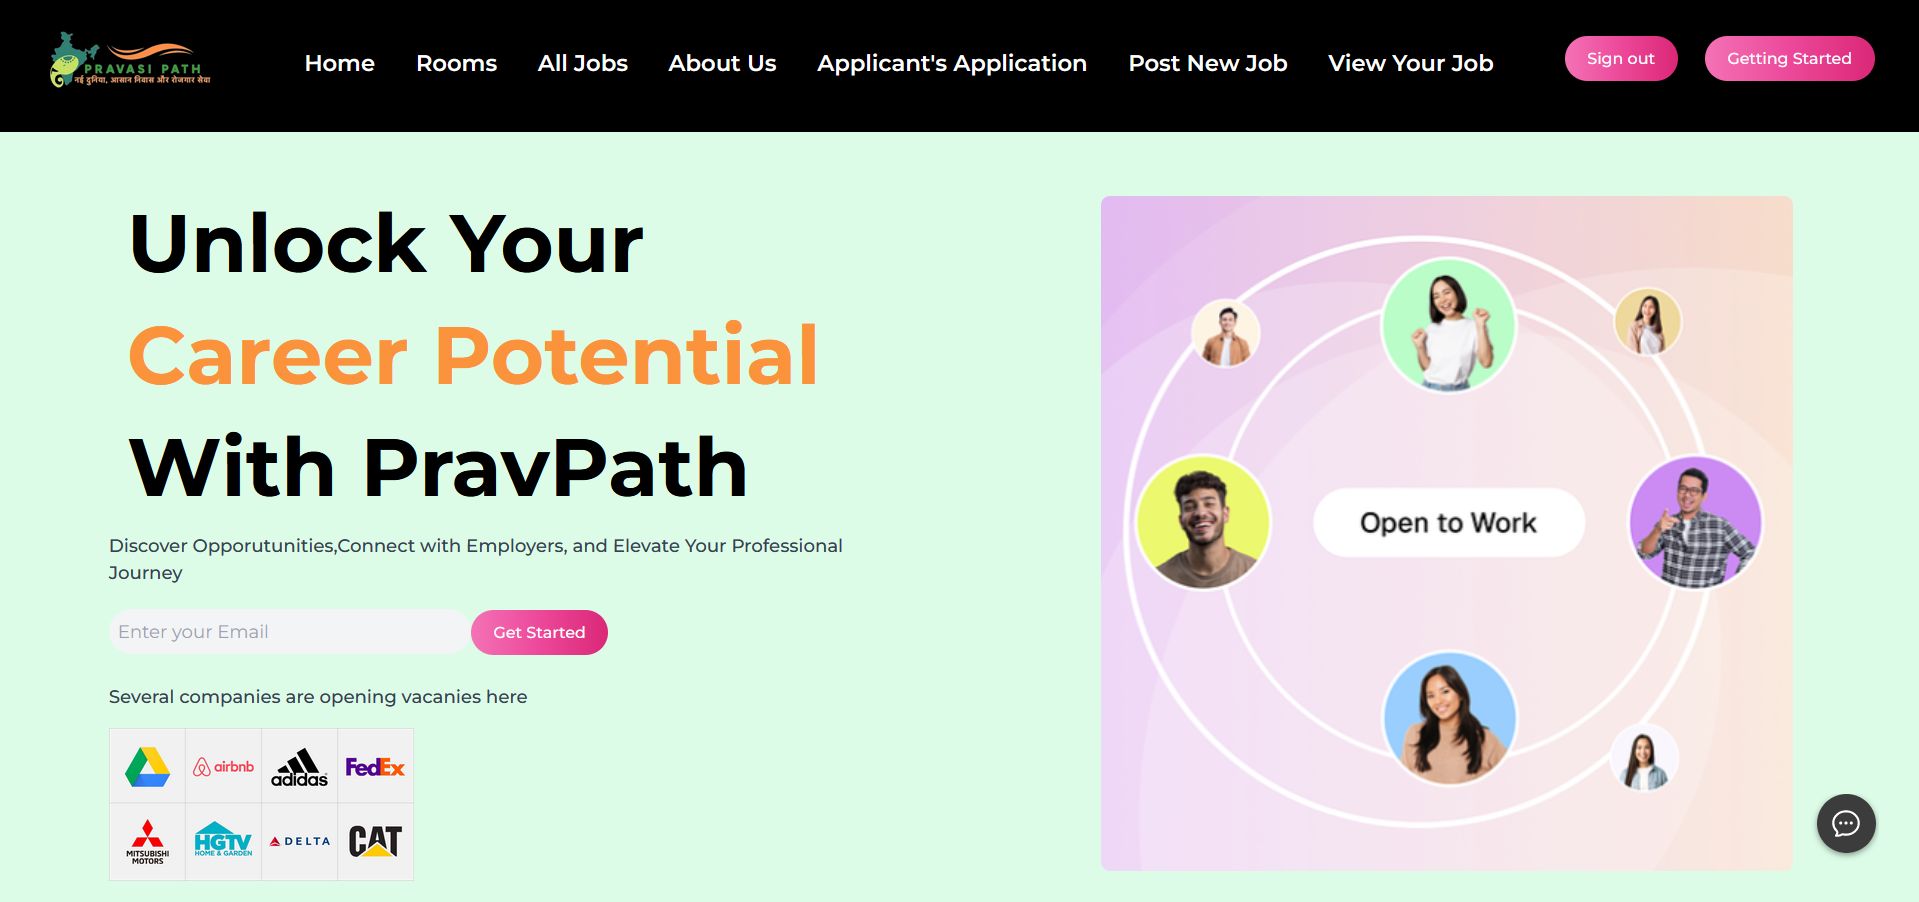 PRAVASI PATH
नई दुनिया, आसान निवास और रोजगार सेवा
Home
Rooms
All Jobs
About Us
Applicant's Application
Post New Job
View Your Job
Sign out
Getting Started
Unlock Your
Career Potential
With PravPath
Discover Opporutunities,Connect with Employers, and Elevate Your Professional
Journey
Enter your Email
Get Started
Several companies are opening vacanies here
airbnb
adidas
FedEx
MITSUBISHI
MOTORS
HGTV
HOME & GARDEN
DELTA
CAT
Open to Work